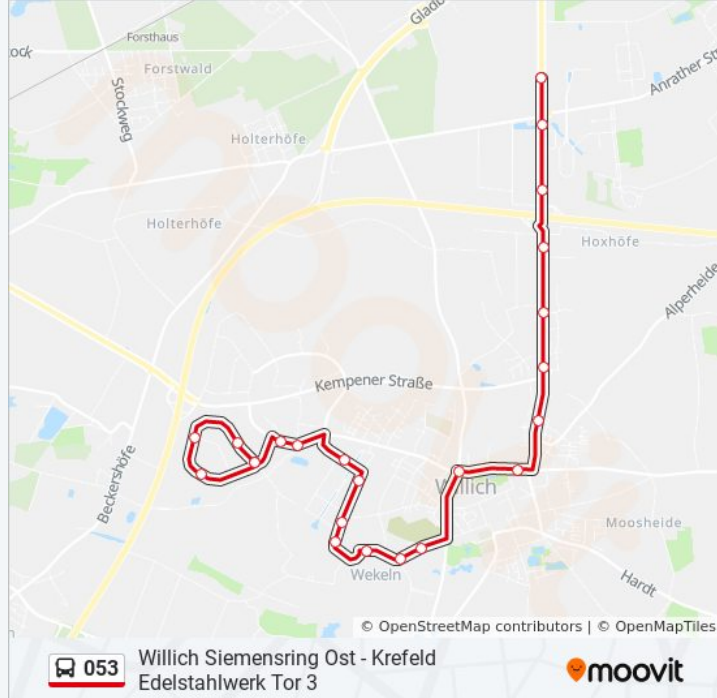 Gladb
Forsthaus
ock
Forstwald
Stockweg
Anrather St
Holterhöfe
Holterhöfe
Hoxhöfe
Alperheide
Kempener Straße
Beckershöfe
Willich
Moosheide
Wekeln
Hardt
© OpenStreetMap contributors | © OpenMapTiles
053
Willich Siemensring Ost - Krefeld
Edelstahlwerk Tor 3
moovit